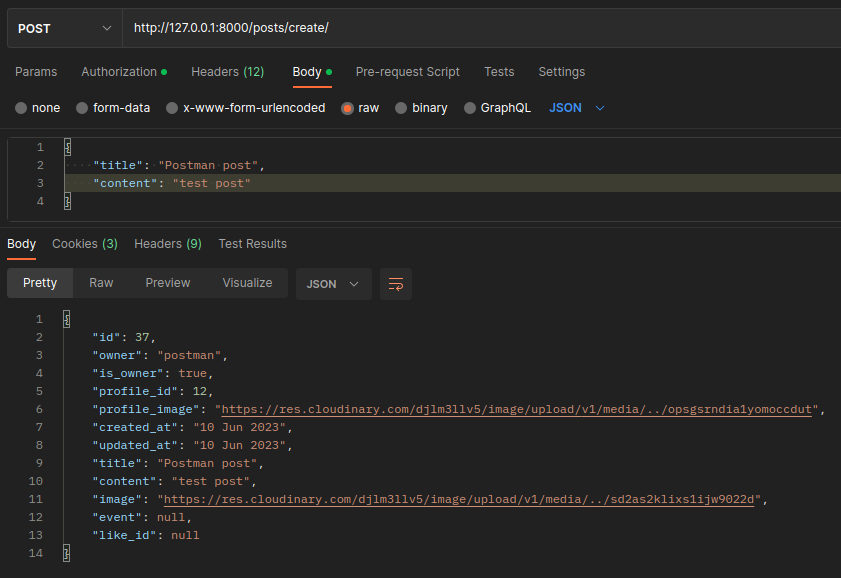 POST http://127.0.0.1:8000/posts/create/
Params Authorization Headers (12) Body Pre-request Script Tests Settings
none form-data x-www-form-urlencoded raw binary GraphQL JSON
1 {
2 "title": "Postman post",
3 "content": "test post"
4 }
Body Cookies (3) Headers (9) Test Results
Pretty Raw Preview Visualize JSON
1 {
2 "id": 37,
3 "owner": "postman",
4 "is_owner": true,
5 "profile_id": 12,
6 "profile_image": "https://res.cloudinary.com/djlm3llv5/image/upload/v1/media/../opsgsrndia1yomoccdut",
7 "created_at": "10 Jun 2023",
8 "updated_at": "10 Jun 2023",
9 "title": "Postman post",
10 "content": "test post",
11 "image": "https://res.cloudinary.com/djlm3llv5/image/upload/v1/media/../sd2as2klixs1ijw9022d",
12 "event": null,
13 "like_id": null
14 }